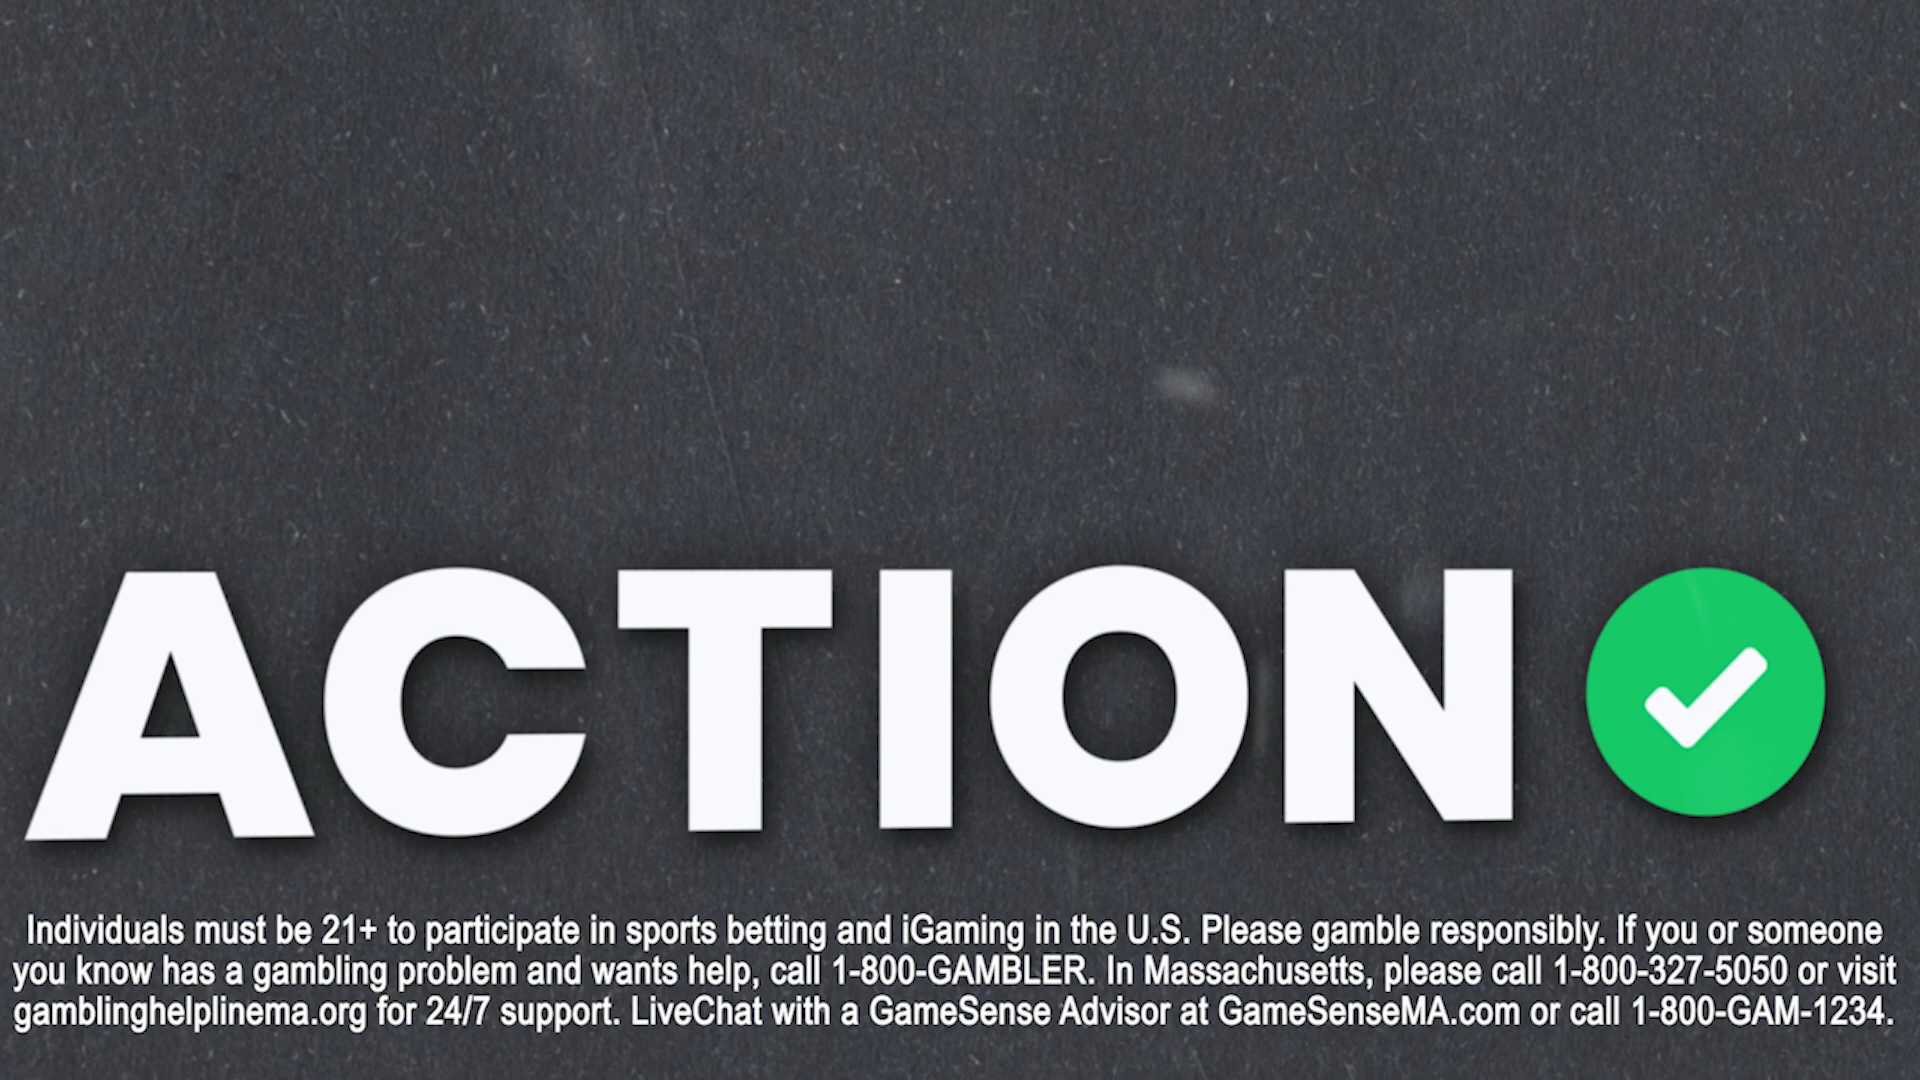 ACTION
Individuals must be 21+ to participate in sports betting and iGaming in the U.S. Please gamble responsibly. If you or someone
you know has a gambling problem and wants help, call 1-800-GAMBLER. In Massachusetts, please call 1-800-327-5050 or visit
gamblinghelplinema.org for 24/7 support. LiveChat with a GameSense Advisor at GameSenseMA.com or call 1-800-GAM-1234.